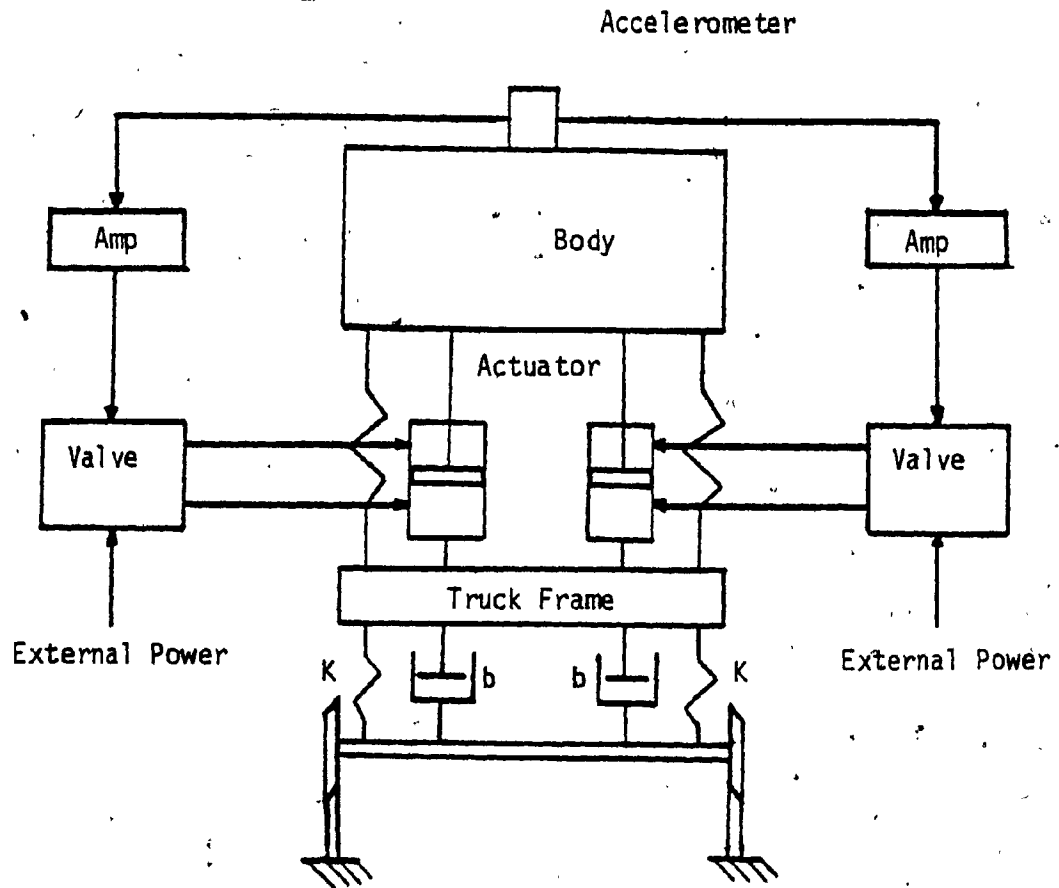 Accelerometer
Amp
Body
Amp
Actuator
Valve
Valve
Truck Frame
External Power
K
b
b
K
External Power